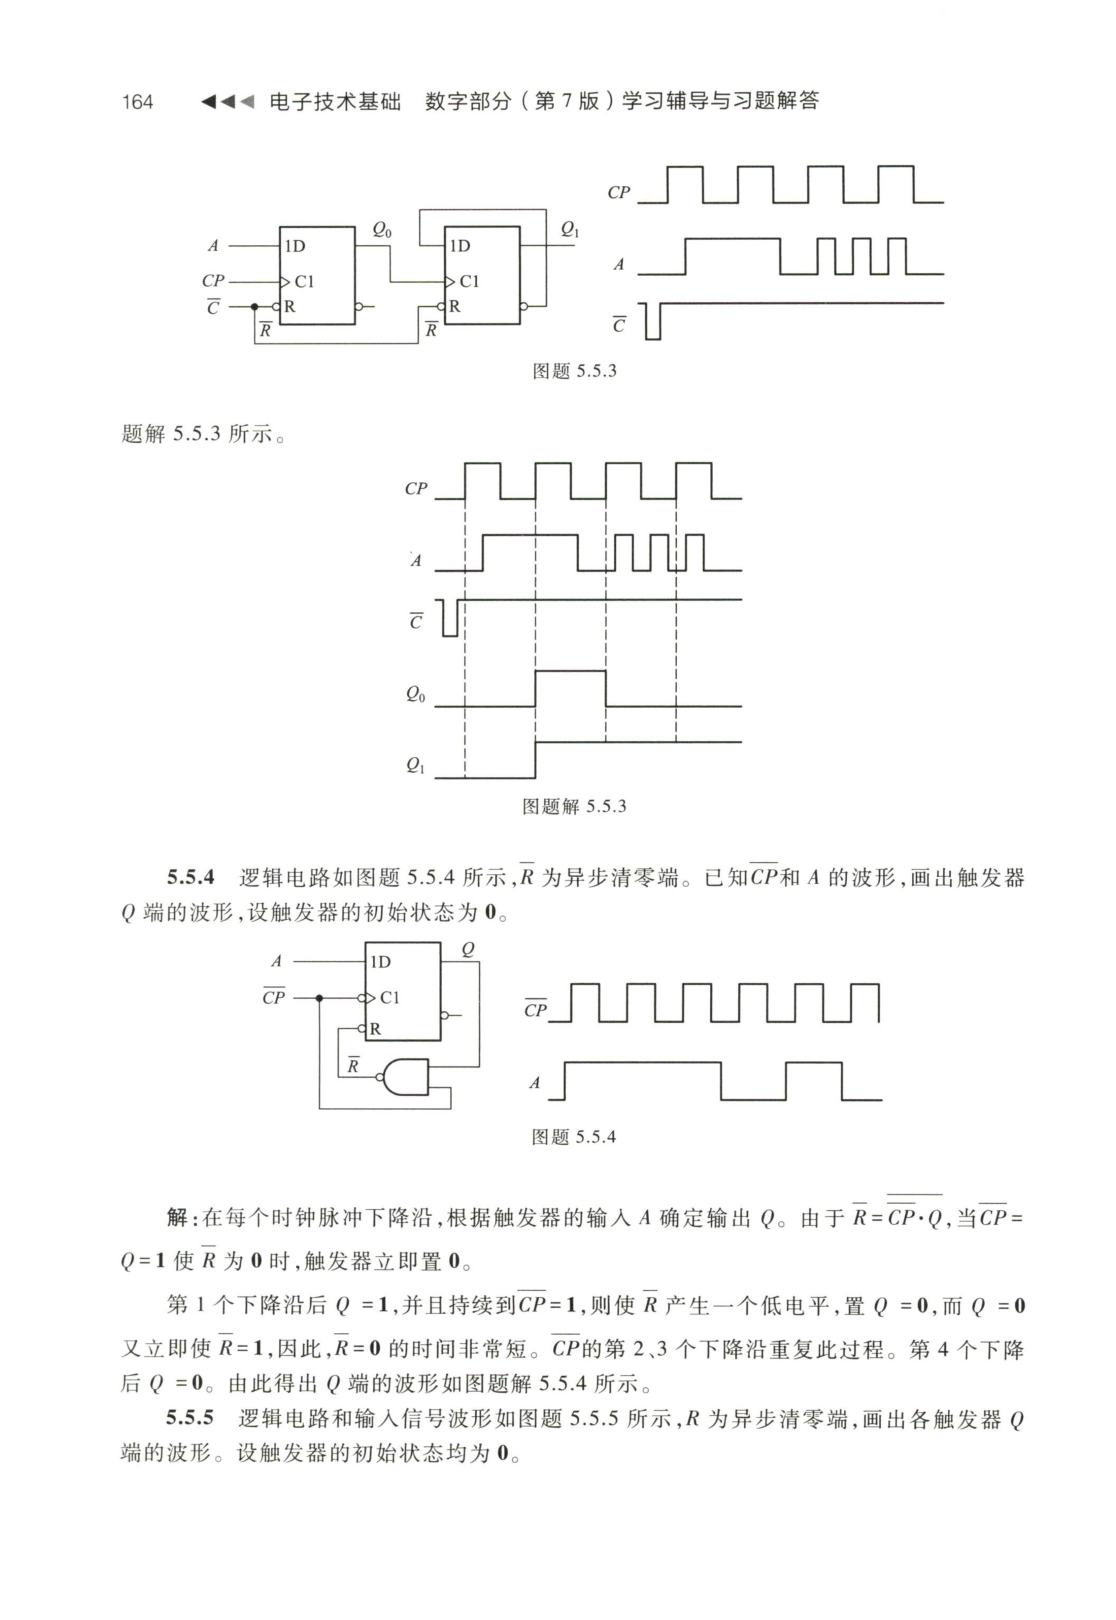 164 ◀◀◀ 电子技术基础 数字部分（第 7 版）学习辅导与习题解答
A 1D Q₀ 1D Q₁
CP C1 C1
C̅ R R
R̅ R̅
CP
A
C̅
图题 5.5.3
题解 5.5.3 所示。
CP
A
C̅
Q₀
Q₁
图题解 5.5.3
5.5.4 逻辑电路如图题 5.5.4 所示,R̅ 为异步清零端。已知C̅P̅和 A 的波形,画出触发器
Q 端的波形,设触发器的初始状态为 0。
A 1D Q
C̅P̅ C1
R
R̅
C̅P̅
A
图题 5.5.4
解:在每个时钟脉冲下降沿,根据触发器的输入 A 确定输出 Q。由于 R̅ = \overline{\overline{CP}·Q},当C̅P̅ =
Q = 1 使 R̅ 为 0 时,触发器立即置 0。
第 1 个下降沿后 Q = 1,并且持续到C̅P̅ = 1,则使 R̅ 产生一个低电平,置 Q = 0,而 Q = 0
又立即使 R̅ = 1,因此,R̅ = 0 的时间非常短。C̅P̅的第 2、3 个下降沿重复此过程。第 4 个下降
后 Q = 0。由此得出 Q 端的波形如图题解 5.5.4 所示。
5.5.5 逻辑电路和输入信号波形如图题 5.5.5 所示,R 为异步清零端,画出各触发器 Q
端的波形。设触发器的初始状态均为 0。